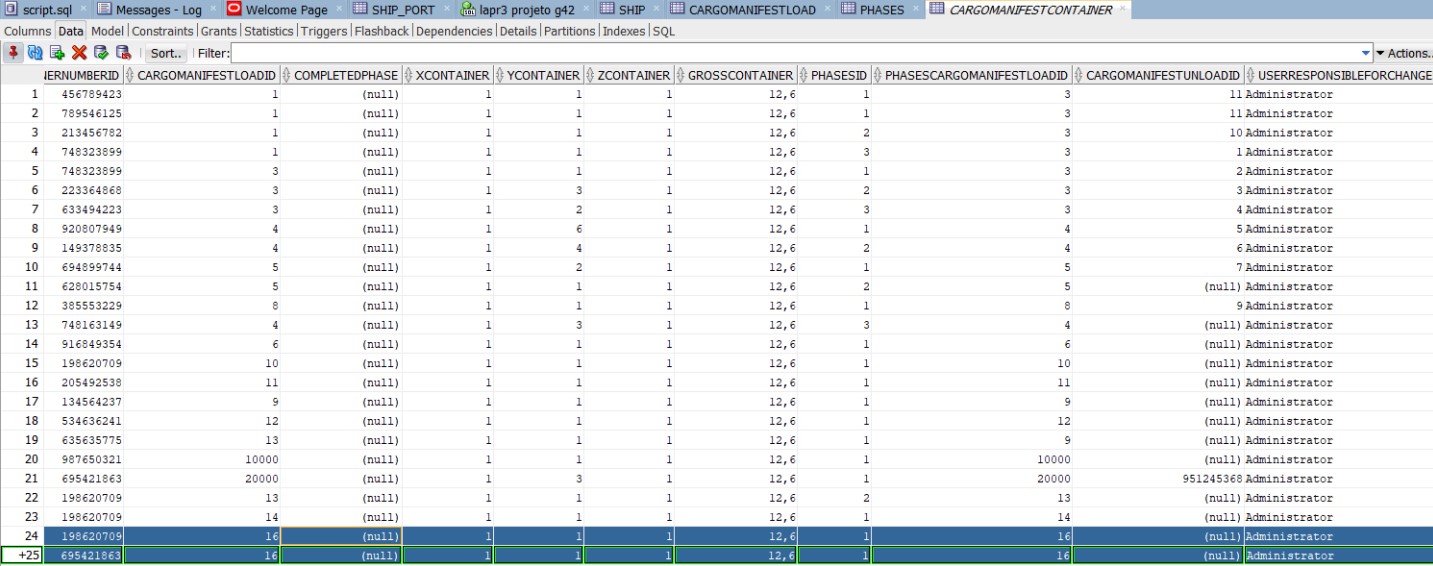 script.sql Messages - Log Welcome Page SHIP_PORT lapr3 projeto g42 SHIP CARGOMANIFESTLOAD PHASES CARGOMANIFESTCONTAINER
Columns Data Model Constraints Grants Statistics Triggers Flashback Dependencies Details Partitions Indexes SQL
Sort.. Filter: Actions..
IERNUMBERID CARGOMANIFESTLOADID COMPLETEDPHASE XCONTAINER YCONTAINER ZCONTAINER GROSSCONTAINER PHASESID PHASESCARGOMANIFESTLOADID CARGOMANIFESTUNLOADID USERRESPONSIBLEFORCHANGE
1 456789423 1 (null) 1 1 1 12,6 1 3 11 Administrator
2 789546125 1 (null) 1 1 1 12,6 1 3 11 Administrator
3 213456782 1 (null) 1 1 1 12,6 2 3 10 Administrator
4 748323899 1 (null) 1 1 1 12,6 3 3 1 Administrator
5 748323899 3 (null) 1 1 1 12,6 1 3 2 Administrator
6 223364868 3 (null) 1 3 1 12,6 2 3 3 Administrator
7 633494223 3 (null) 1 2 1 12,6 3 3 4 Administrator
8 920807949 4 (null) 1 6 1 12,6 1 4 5 Administrator
9 149378835 4 (null) 1 4 1 12,6 2 4 6 Administrator
10 694899744 5 (null) 1 2 1 12,6 1 5 7 Administrator
11 628015754 5 (null) 1 1 1 12,6 2 5 (null) Administrator
12 385553229 8 (null) 1 1 1 12,6 1 8 9 Administrator
13 748163149 4 (null) 1 3 1 12,6 3 4 (null) Administrator
14 916849354 6 (null) 1 1 1 12,6 1 6 (null) Administrator
15 198620709 10 (null) 1 1 1 12,6 1 10 (null) Administrator
16 205492538 11 (null) 1 1 1 12,6 1 11 (null) Administrator
17 134564237 9 (null) 1 1 1 12,6 1 9 (null) Administrator
18 534636241 12 (null) 1 1 1 12,6 1 12 (null) Administrator
19 635635775 13 (null) 1 1 1 12,6 1 9 (null) Administrator
20 987650321 10000 (null) 1 1 1 12,6 1 10000 (null) Administrator
21 695421863 20000 (null) 1 3 1 12,6 1 20000 951245368 Administrator
22 198620709 13 (null) 1 1 1 12,6 2 13 (null) Administrator
23 198620709 14 (null) 1 1 1 12,6 1 14 (null) Administrator
24 198620709 16 (null) 1 1 1 12,6 1 16 (null) Administrator
+25 695421863 16 (null) 1 1 1 12,6 1 16 (null) Administrator